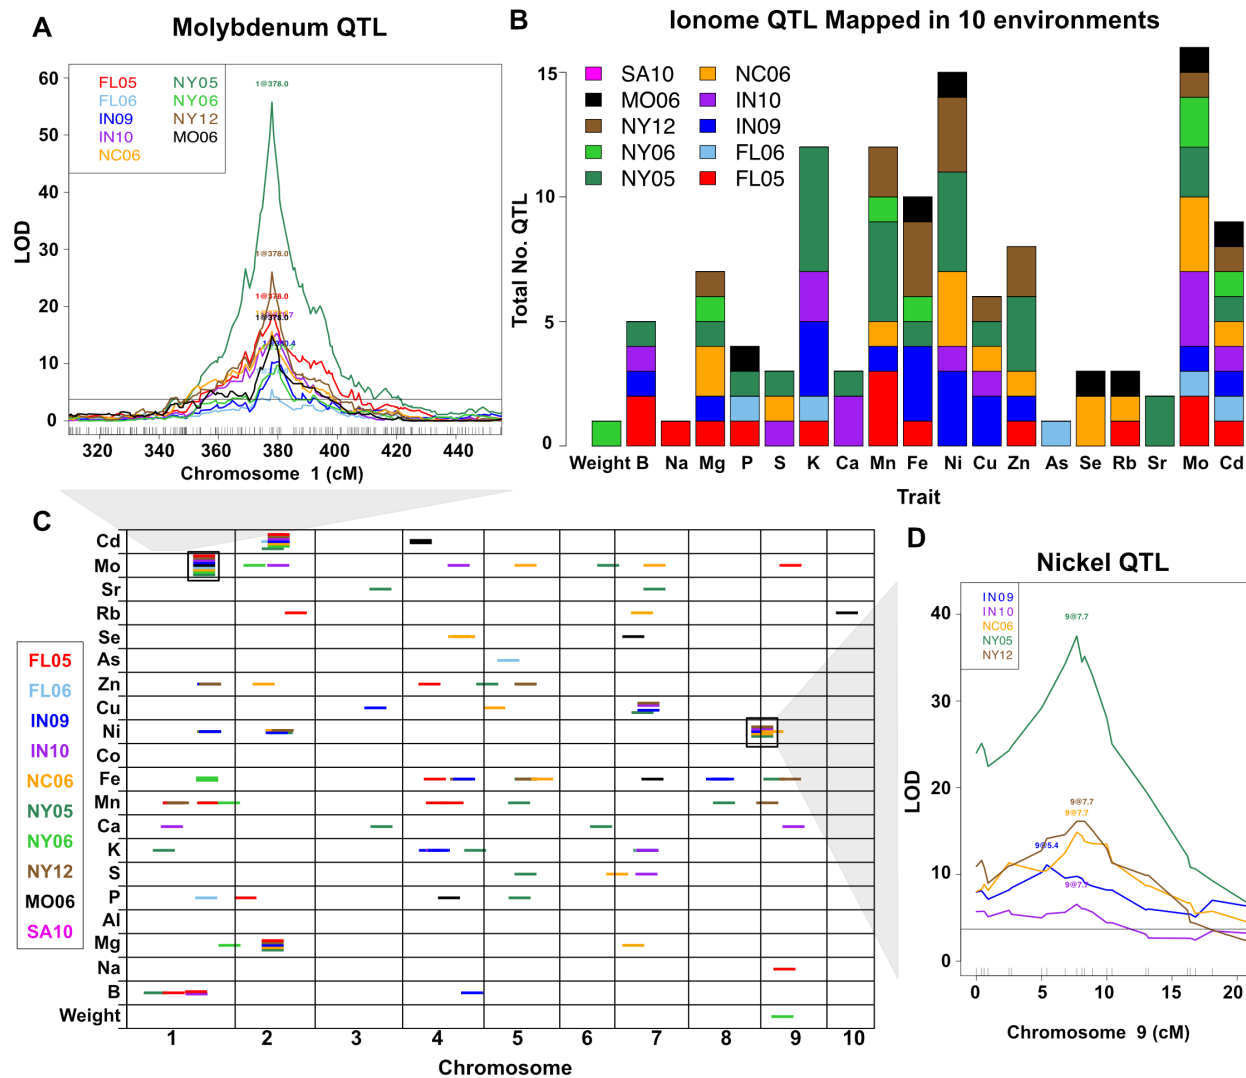 A
Molybdenum QTL
60
50
40
30
20
10
0
LOD
FL05
FL06
IN09
IN10
NC06
NY05
NY06
NY12
MO06
1@378.0
1@378.0
1@378.0
1@378.0
320
340
360
380
400
420
440
Chromosome 1 (cM)
B
Ionome QTL Mapped in 10 environments
15
10
5
0
Total No. QTL
SA10
MO06
NY12
NY06
NY05
NC06
IN10
IN09
FL06
FL05
Weight B Na Mg P S K Ca Mn Fe Ni Cu Zn As Se Rb Sr Mo Cd
Trait
C
FL05
FL06
IN09
IN10
NC06
NY05
NY06
NY12
MO06
SA10
Cd
Mo
Sr
Rb
Se
As
Zn
Cu
Ni
Co
Fe
Mn
Ca
K
S
P
Al
Mg
Na
B
Weight
1 2 3 4 5 6 7 8 9 10
Chromosome
D
Nickel QTL
40
30
20
10
0
LOD
IN09
IN10
NC06
NY05
NY12
9@7.7
9@7.7
9@7.7
9@5.4
9@7.7
0 5 10 15 20
Chromosome 9 (cM)